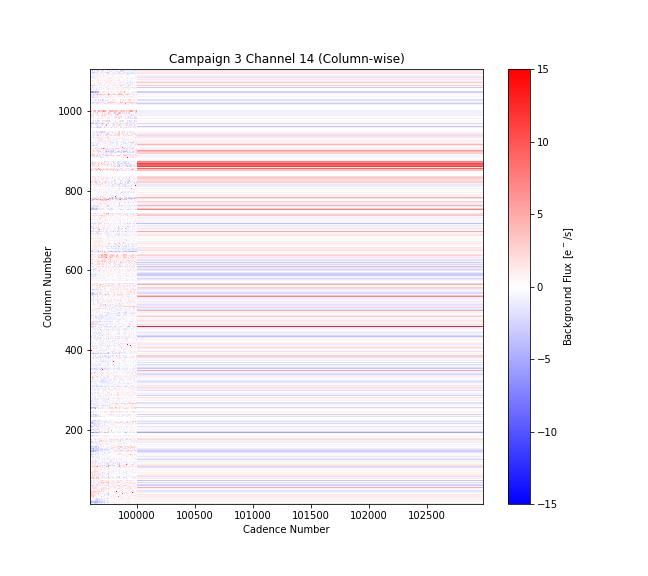 Campaign 3 Channel 14 (Column-wise)
Column Number
1000
800
600
400
200
100000 100500 101000 101500 102000 102500
Cadence Number
15
10
5
0
−5
−10
−15
Background Flux [e⁻/s]